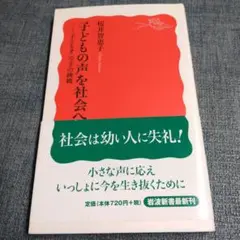 子どもの声を社会へ
桜井智恵子
社会は幼い人に失礼!
小さな声に応え
いっしょに今を生き抜くために
定価(本体720円+税)
岩波新書最新刊